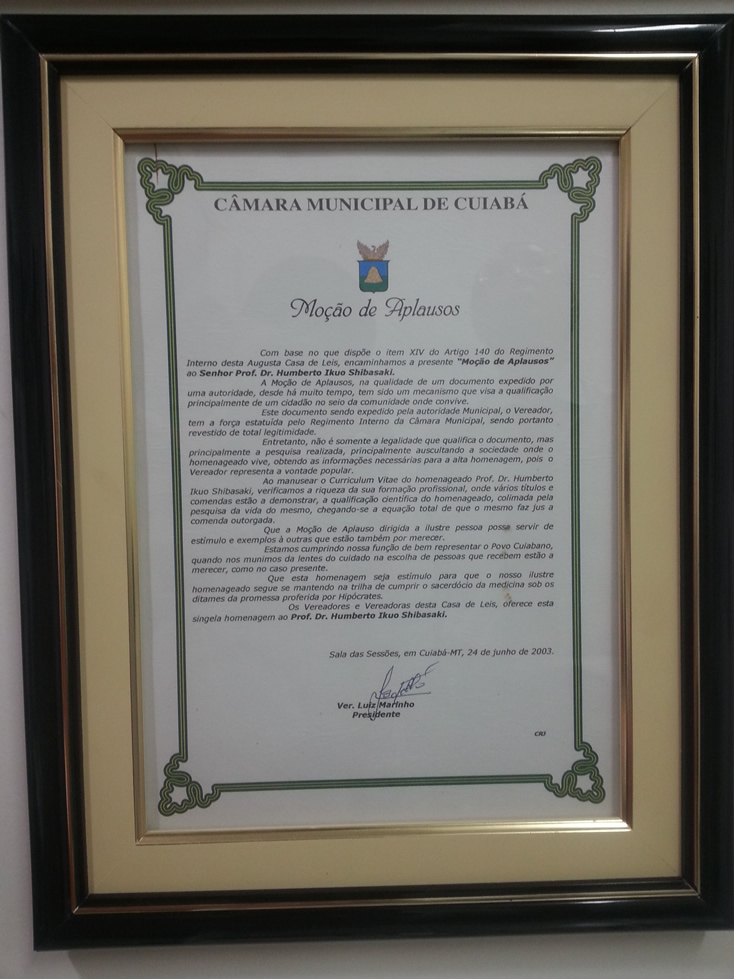 CÂMARA MUNICIPAL DE CUIABÁ
Moção de Aplausos
Com base no que dispõe o item XIV do Artigo 140 do Regimento
Interno desta Augusta Casa de Leis, encaminhamos a presente "Moção de Aplausos"
ao Senhor Prof. Dr. Humberto Ikuo Shibasaki.
A Moção de Aplausos, na qualidade de um documento expedido por
uma autoridade, desde há muito tempo, tem sido um mecanismo que visa a qualificação
principalmente de um cidadão no seio da comunidade onde convive.
Este documento sendo expedido pela autoridade Municipal, o Vereador,
tem a força estatuída pelo Regimento Interno da Câmara Municipal, sendo portanto
revestido de total legitimidade.
Entretanto, não é somente a legalidade que qualifica o documento, mas
principalmente a pesquisa realizada, principalmente auscultando a sociedade onde o
homenageado vive, obtendo as informações necessárias para a alta homenagem, pois o
Vereador representa a vontade popular.
Ao manusear o Curriculum Vitae do homenageado Prof. Dr. Humberto
Ikuo Shibasaki, verificamos a riqueza da sua formação profissional, onde vários títulos e
comendas estão a demonstrar, a qualificação científica do homenageado, colimada pela
pesquisa da vida do mesmo, chegando-se a equação total de que o mesmo faz jus a
comenda outorgada.
Que a Moção de Aplauso dirigida a ilustre pessoa possa servir de
estímulo e exemplos à outras que estão também por merecer.
Estamos cumprindo nossa função de bem representar o Povo Cuiabano,
quando nos munimos da lentes do cuidado na escolha de pessoas que recebem estão a
merecer, como no caso presente.
Que esta homenagem seja estímulo para que o nosso ilustre
homenageado segue se mantendo na trilha de cumprir o sacerdócio da medicina sob os
ditames da promessa proferida por Hipócrates.
Os Vereadores e Vereadoras desta Casa de Leis, oferece esta
singela homenagem ao Prof. Dr. Humberto Ikuo Shibasaki.
Sala das Sessões, em Cuiabá-MT, 24 de junho de 2003.
Ver. Luiz Marinho
Presidente